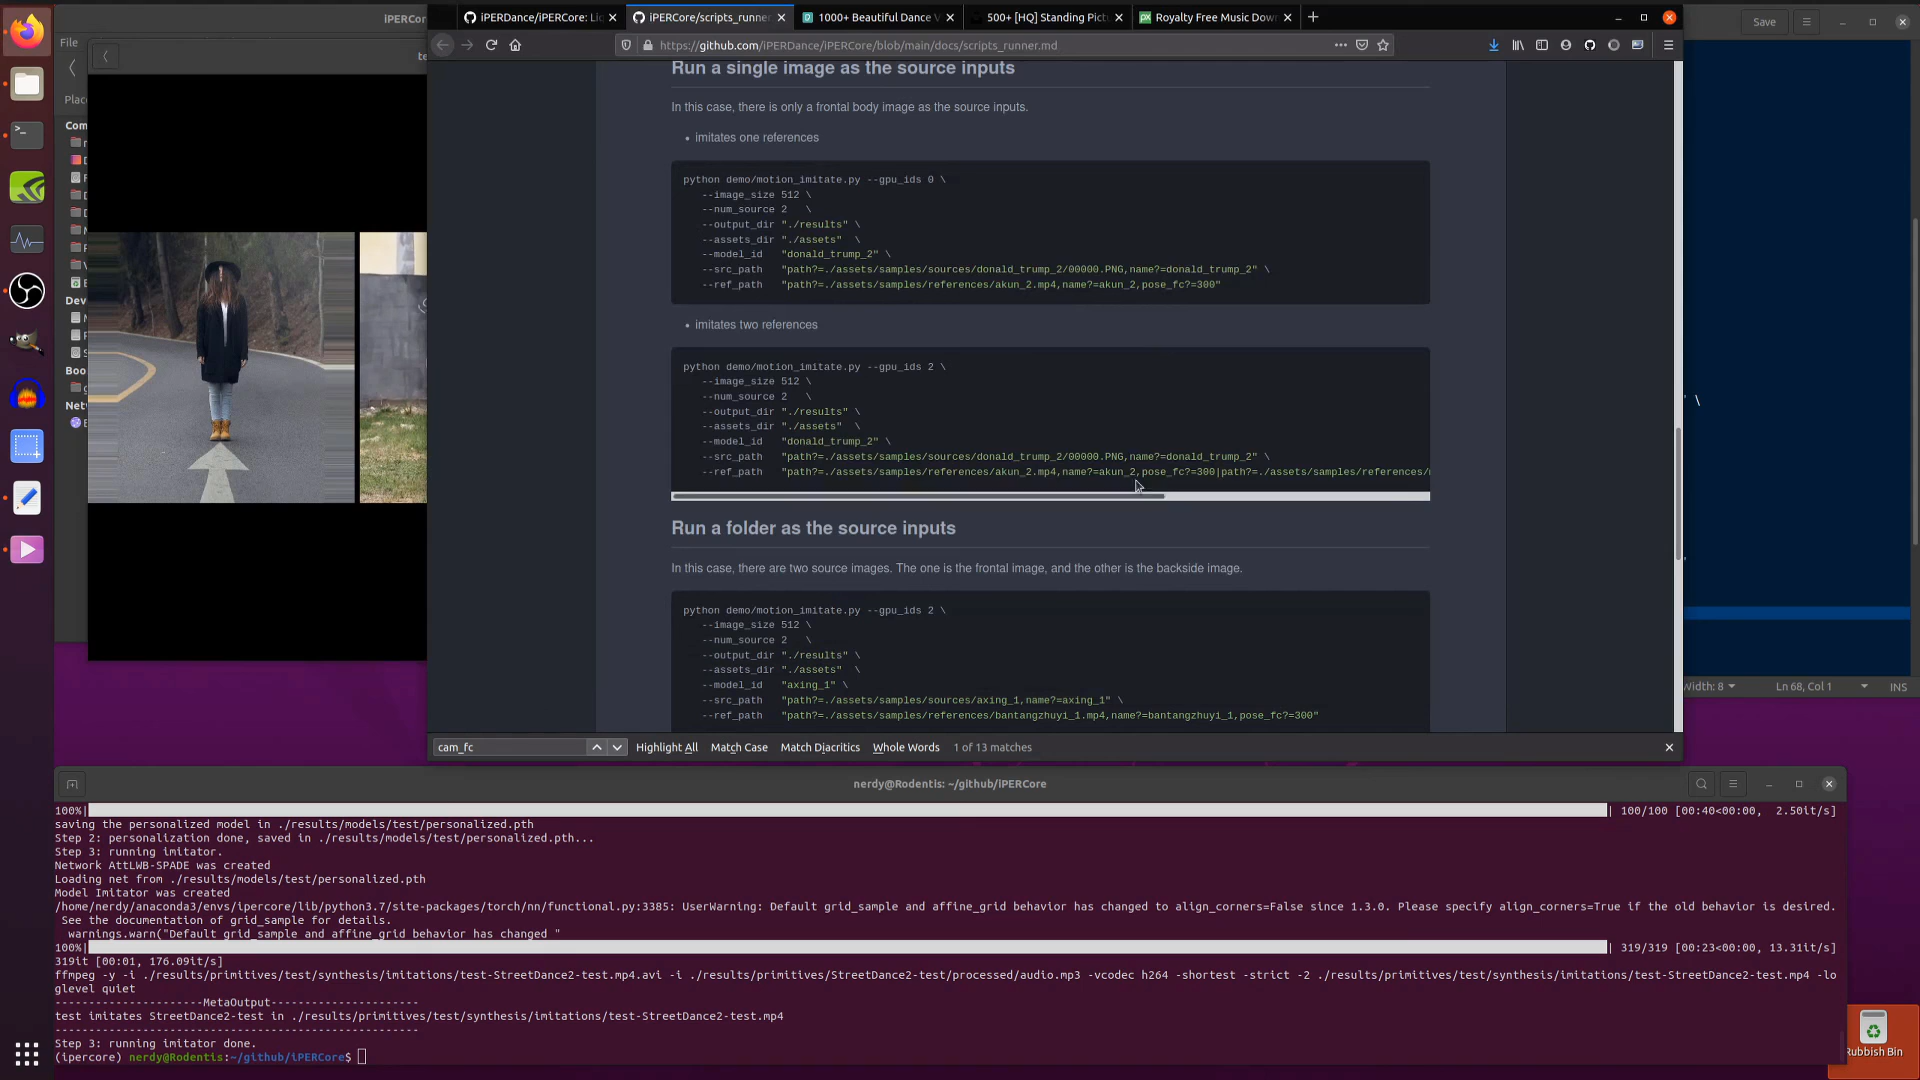 iPERCore
File
te
Plac
Com
Dev
Boo
Netv
iPERDance/iPERCore: Li
iPERCore/scripts_runner
1000+ Beautiful Dance V
500+ [HQ] Standing Pict
Royalty Free Music Dow
https://github.com/iPERDance/iPERCore/blob/main/docs/scripts_runner.md
Save
Run a single image as the source inputs
In this case, there is only a frontal body image as the source inputs.
• imitates one references
python demo/motion_imitate.py --gpu_ids 0 \
--image_size 512 \
--num_source 2 \
--output_dir "./results" \
--assets_dir "./assets" \
--model_id "donald_trump_2" \
--src_path "path?=./assets/samples/sources/donald_trump_2/00000.PNG,name?=donald_trump_2" \
--ref_path "path?=./assets/samples/references/akun_2.mp4,name?=akun_2,pose_fc?=300"
• imitates two references
python demo/motion_imitate.py --gpu_ids 2 \
--image_size 512 \
--num_source 2 \
--output_dir "./results" \
--assets_dir "./assets" \
--model_id "donald_trump_2" \
--src_path "path?=./assets/samples/sources/donald_trump_2/00000.PNG,name?=donald_trump_2" \
--ref_path "path?=./assets/samples/references/akun_2.mp4,name?=akun_2,pose_fc?=300|path?=./assets/samples/references/
Run a folder as the source inputs
In this case, there are two source images. The one is the frontal image, and the other is the backside image.
python demo/motion_imitate.py --gpu_ids 2 \
--image_size 512 \
--num_source 2 \
--output_dir "./results" \
--assets_dir "./assets" \
--model_id "axing_1" \
--src_path "path?=./assets/samples/sources/axing_1,name?=axing_1" \
--ref_path "path?=./assets/samples/references/bantangzhuyi_1.mp4,name?=bantangzhuyi_1,pose_fc?=300"
' \
Width: 8
Ln 68, Col 1
INS
cam_fc
Highlight All
Match Case
Match Diacritics
Whole Words
1 of 13 matches
nerdy@Rodentis: ~/github/iPERCore
100%| | 100/100 [00:40<00:00, 2.50it/s]
saving the personalized model in ./results/models/test/personalized.pth
Step 2: personalization done, saved in ./results/models/test/personalized.pth...
Step 3: running imitator.
Network AttLWB-SPADE was created
Loading net from ./results/models/test/personalized.pth
Model Imitator was created
/home/nerdy/anaconda3/envs/ipercore/lib/python3.7/site-packages/torch/nn/functional.py:3385: UserWarning: Default grid_sample and affine_grid behavior has changed to align_corners=False since 1.3.0. Please specify align_corners=True if the old behavior is desired.
See the documentation of grid_sample for details.
warnings.warn("Default grid_sample and affine_grid behavior has changed "
100%| | 319/319 [00:23<00:00, 13.31it/s]
319it [00:01, 176.09it/s]
ffmpeg -y -i ./results/primitives/test/synthesis/imitations/test-StreetDance2-test.mp4.avi -i ./results/primitives/StreetDance2-test/processed/audio.mp3 -vcodec h264 -shortest -strict -2 ./results/primitives/test/synthesis/imitations/test-StreetDance2-test.mp4 -lo
glevel quiet
----------------------MetaOutput----------------------
test imitates StreetDance2-test in ./results/primitives/test/synthesis/imitations/test-StreetDance2-test.mp4
------------------------------------------------------
Step 3: running imitator done.
(ipercore) nerdy@Rodentis:~/github/iPERCore$
Rubbish Bin